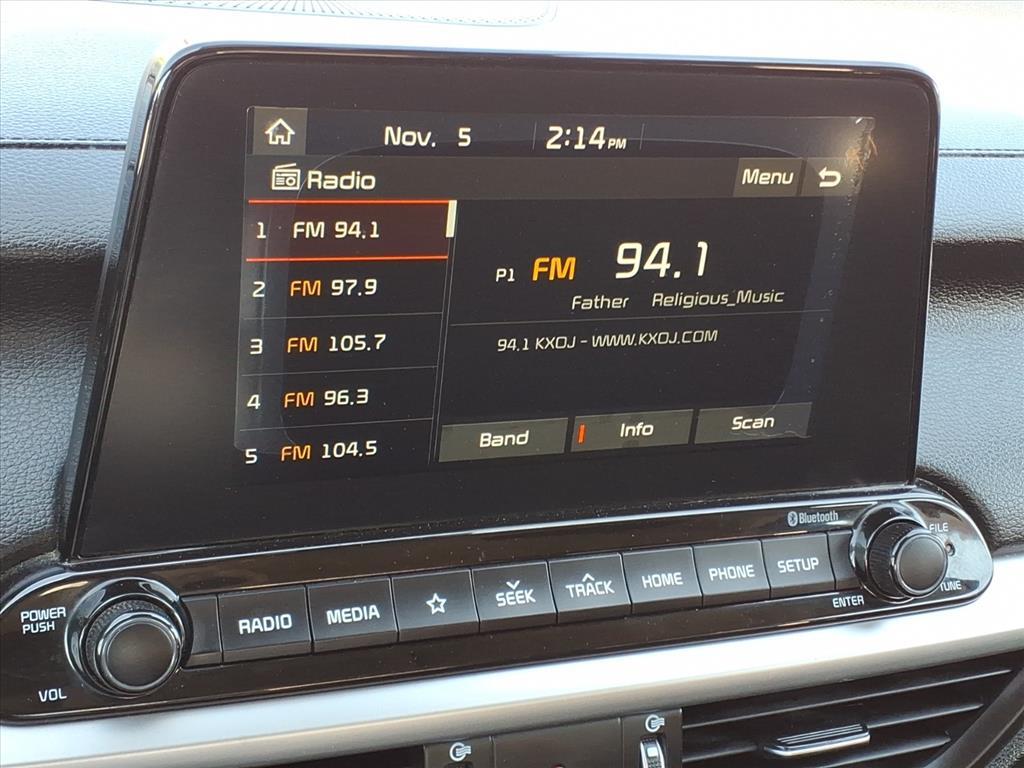 Nov. 5 2:14 PM
Radio Menu
1 FM 94.1
2 FM 97.9
3 FM 105.7
4 FM 96.3
5 FM 104.5
P1 FM 94.1
Father Religious_Music
94.1 KXOJ - WWW.KXOJ.COM
Band Info Scan
Bluetooth
POWER
PUSH
VOL
RADIO MEDIA SEEK TRACK HOME PHONE SETUP
FILE
TUNE
ENTER